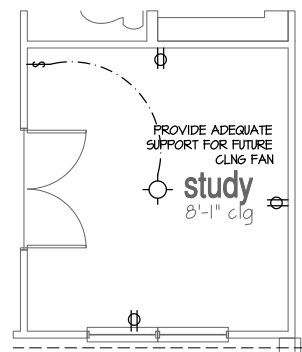 $
PROVIDE ADEQUATE
SUPPORT FOR FUTURE
CLNG FAN
study
8'-1" clg